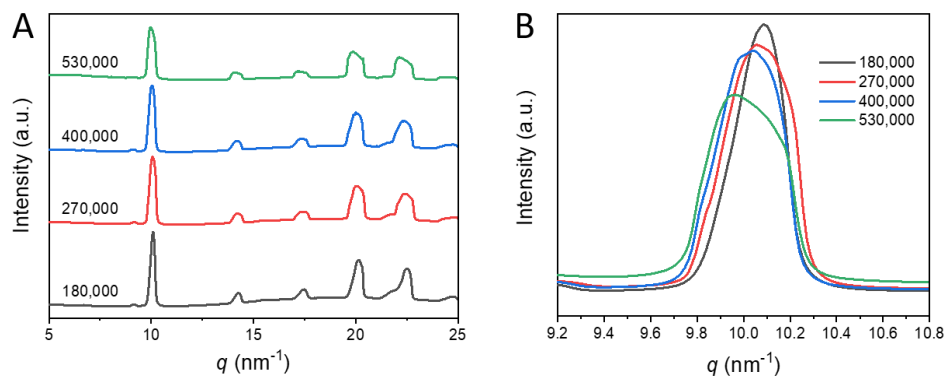 A
530,000
400,000
270,000
180,000
Intensity (a.u.)
5 10 15 20 25
q (nm⁻¹)
B
180,000
270,000
400,000
530,000
Intensity (a.u.)
9.2 9.4 9.6 9.8 10.0 10.2 10.4 10.6 10.8
q (nm⁻¹)